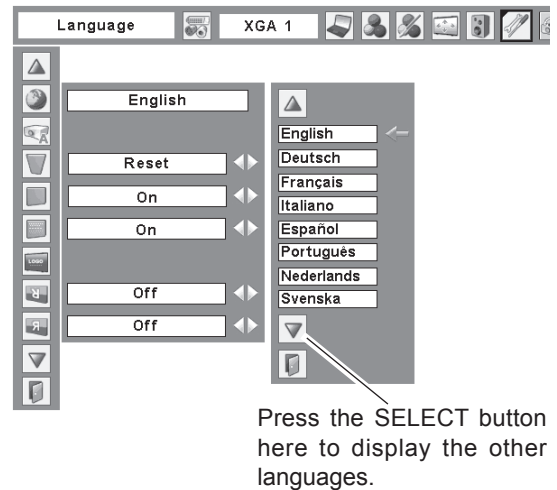 Language XGA 1
English
Reset
On
On
Off
Off
English
Deutsch
Français
Italiano
Español
Português
Nederlands
Svenska
Press the SELECT button
here to display the other
languages.